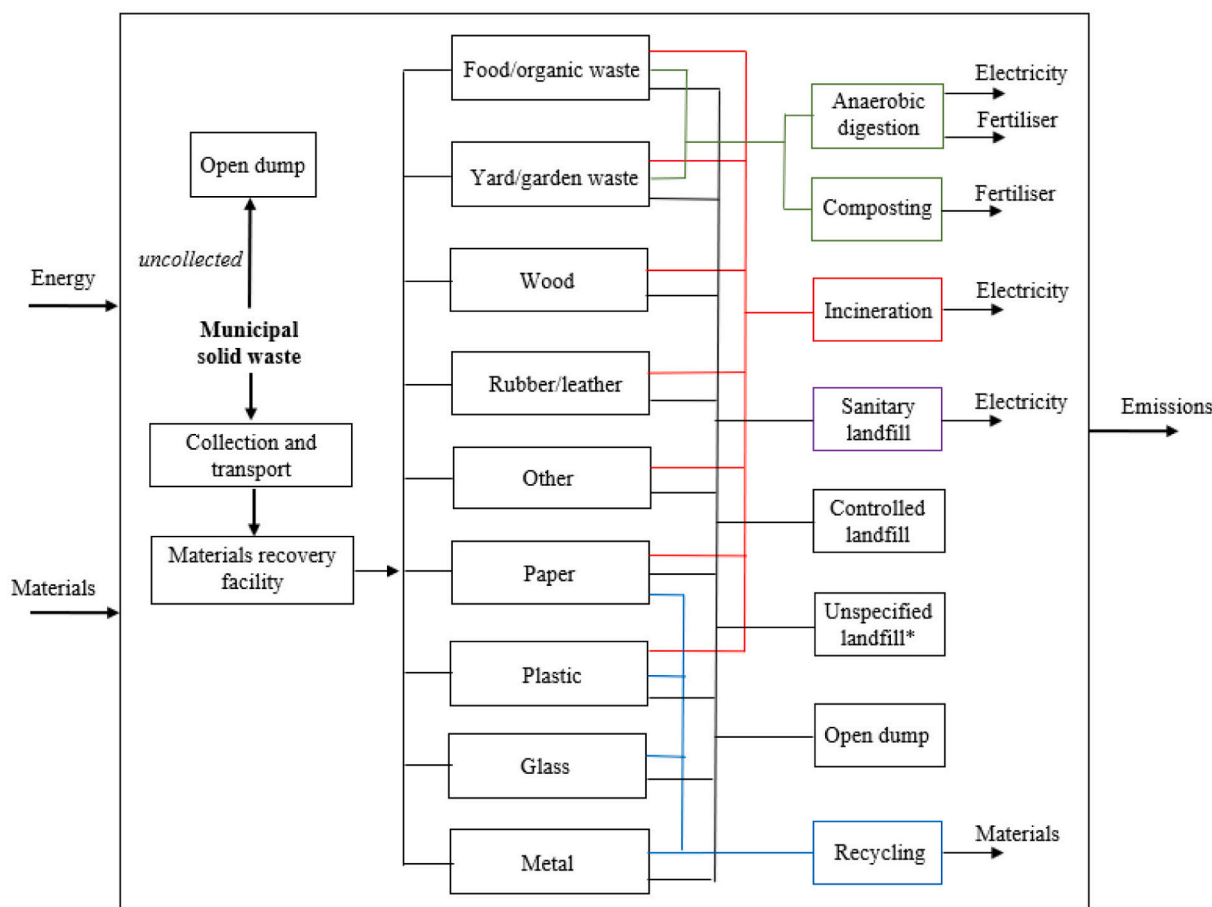 Energy
Materials
Open dump
uncollected
Municipal
solid waste
Collection and
transport
Materials recovery
facility
Food/organic waste
Yard/garden waste
Wood
Rubber/leather
Other
Paper
Plastic
Glass
Metal
Anaerobic
digestion
Electricity
Fertiliser
Composting
Fertiliser
Incineration
Electricity
Sanitary
landfill
Electricity
Controlled
landfill
Unspecified
landfill*
Open dump
Recycling
Materials
Emissions